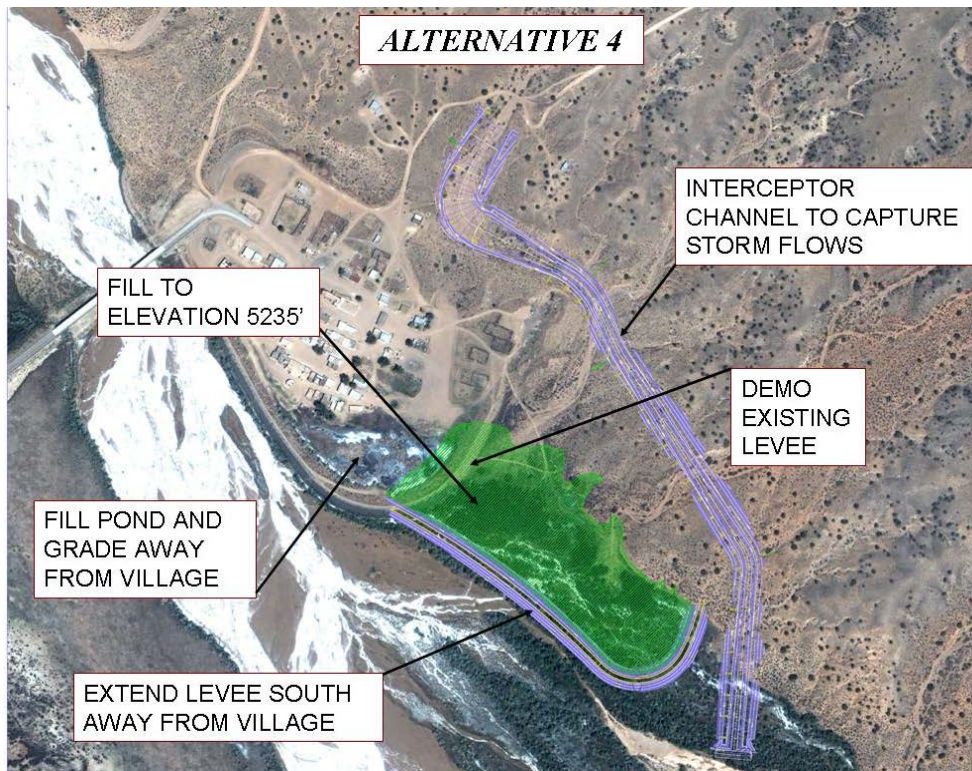 ALTERNATIVE 4
INTERCEPTOR
CHANNEL TO CAPTURE
STORM FLOWS
FILL TO
ELEVATION 5235'
DEMO
EXISTING
LEVEE
FILL POND AND
GRADE AWAY
FROM VILLAGE
EXTEND LEVEE SOUTH
AWAY FROM VILLAGE